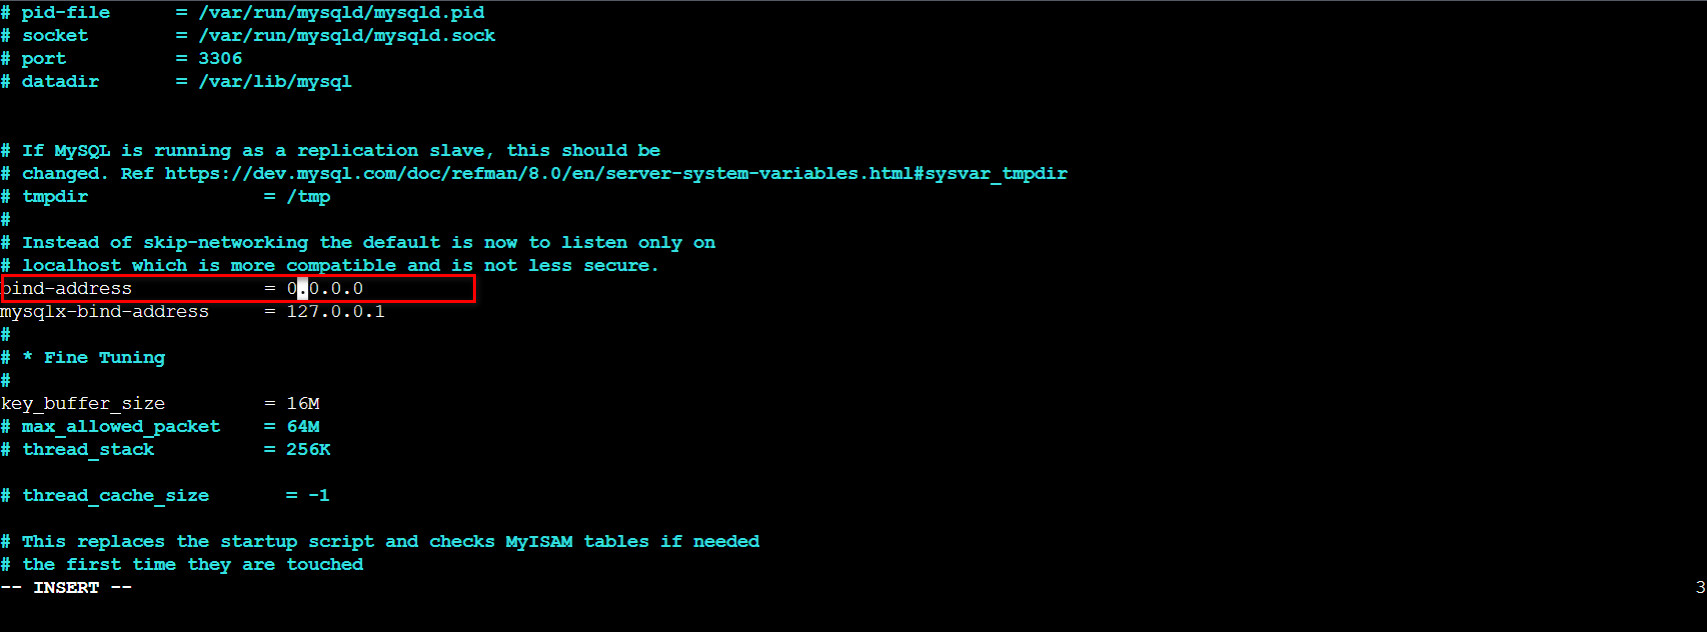 # pid-file      = /var/run/mysqld/mysqld.pid
# socket        = /var/run/mysqld/mysqld.sock
# port          = 3306
# datadir       = /var/lib/mysql
# If MySQL is running as a replication slave, this should be
# changed. Ref https://dev.mysql.com/doc/refman/8.0/en/server-system-variables.html#sysvar_tmpdir
# tmpdir                = /tmp
#
# Instead of skip-networking the default is now to listen only on
# localhost which is more compatible and is not less secure.
bind-address            = 0.0.0.0
mysqlx-bind-address     = 127.0.0.1
#
# * Fine Tuning
#
key_buffer_size         = 16M
# max_allowed_packet    = 64M
# thread_stack          = 256K
# thread_cache_size       = -1
# This replaces the startup script and checks MyISAM tables if needed
# the first time they are touched
-- INSERT --
3